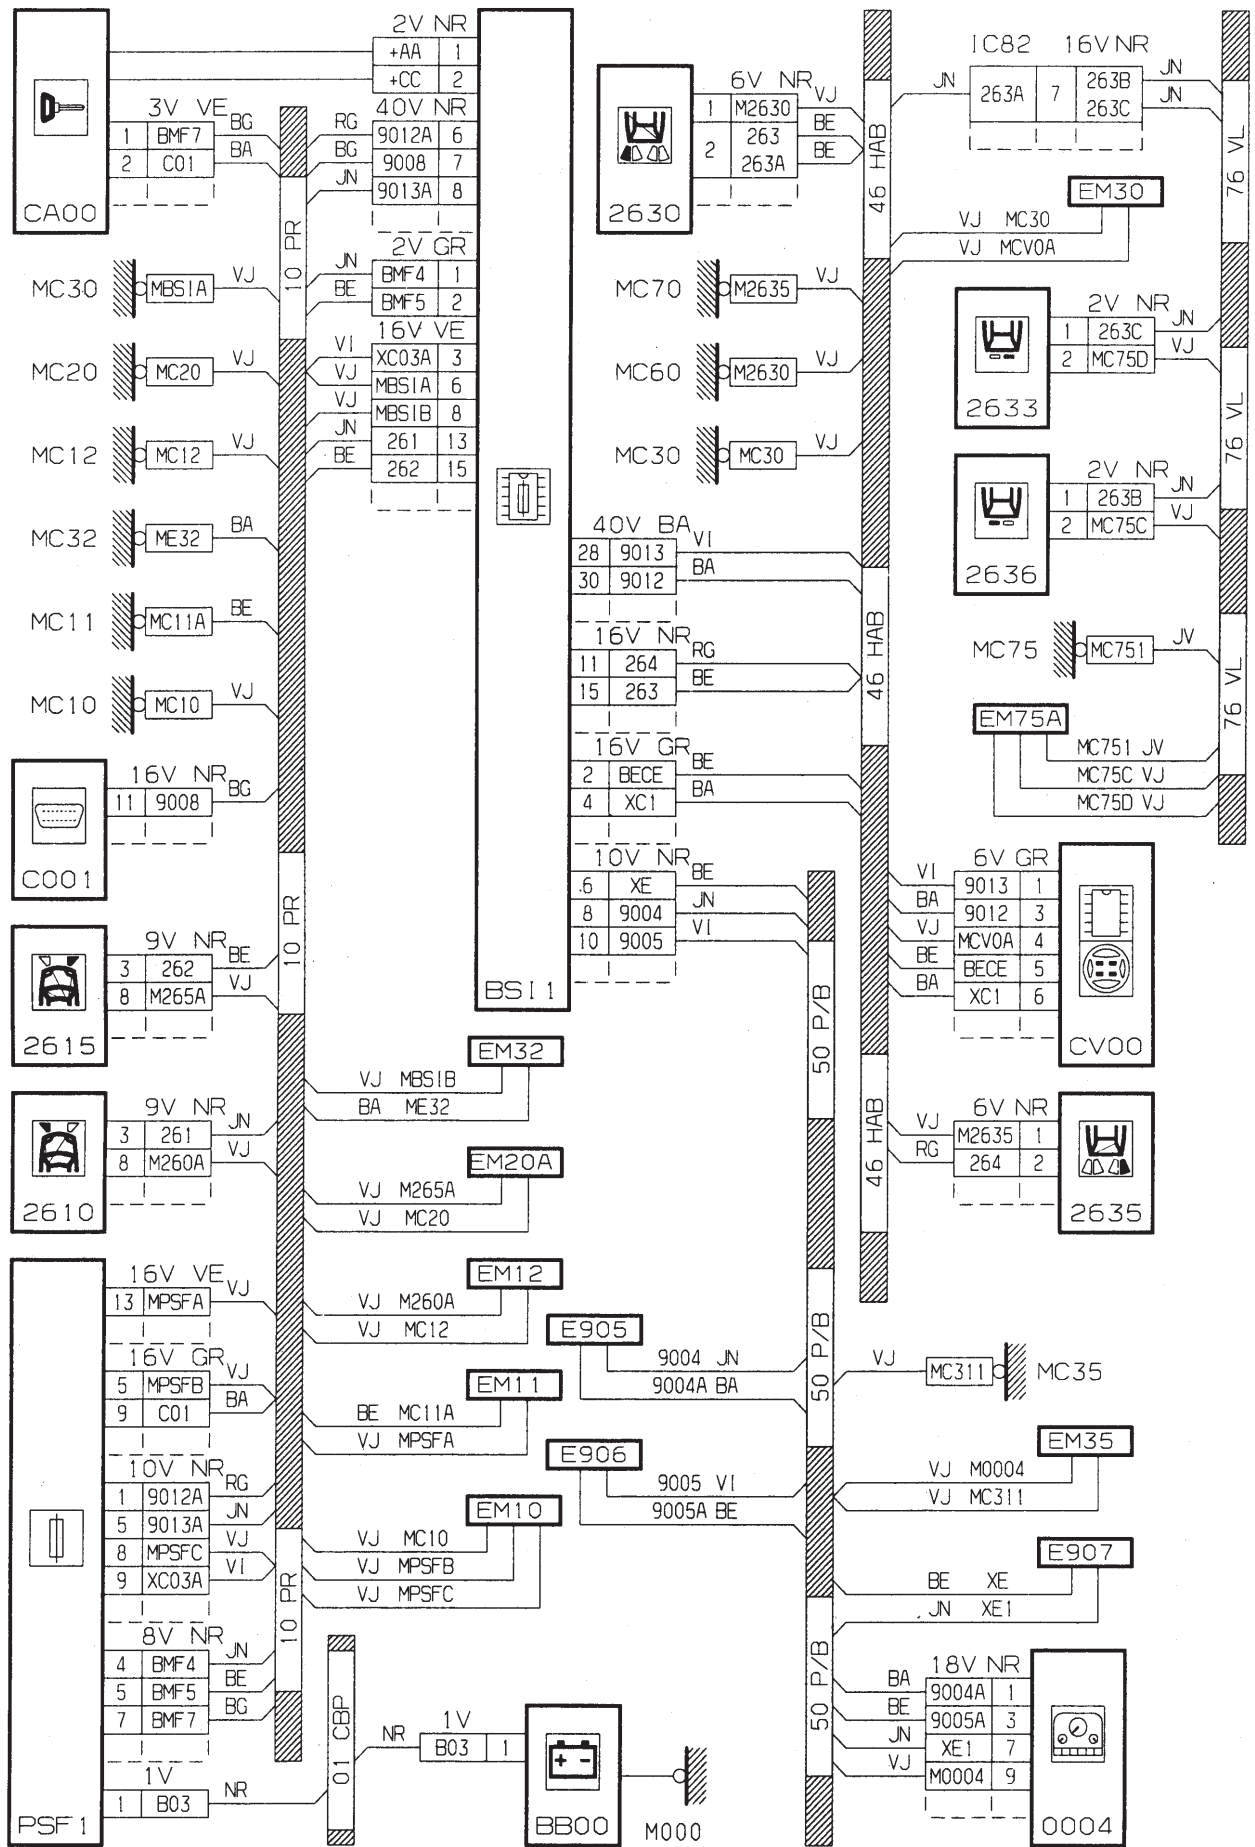 2V NR
+AA 1
+CC 2
CA00
3V VE
1 BMF7 BG
2 C01 BA
40V NR
RG 9012A 6
BG 9008 7
JN 9013A 8
10 PR
2V GR
JN BMF4 1
BE BMF5 2
16V VE
VI XC03A 3
VJ MBSIA 6
VJ MBSIB 8
JN 261 13
BE 262 15
MC30 MBSIA VJ
MC20 MC20 VJ
MC12 MC12 VJ
MC32 ME32 BA
MC11 MC11A BE
MC10 MC10 VJ
16V NR
11 9008 BG
C001
10 PR
9V NR
3 262 BE
8 M265A VJ
2615
9V NR
3 261 JN
8 M260A VJ
2610
16V VE
13 MPSFA VJ
16V GR
5 MPSFB VJ
9 C01 BA
10V NR
1 9012A RG
5 9013A JN
8 MPSFC VJ
9 XC03A VI
10 PR
8V NR
4 BMF4 JN
5 BMF5 BE
7 BMF7 BG
1V
1 B03 NR
PSF1
BSI1
EM32
VJ MBSIB
BA ME32
EM20A
VJ M265A
VJ MC20
EM12
VJ M260A
VJ MC12
EM11
BE MC11A
VJ MPSFA
EM10
VJ MC10
VJ MPSFB
VJ MPSFC
01 CBP
1V
NR B03 1
BB00
M000
6V NR
1 M2630 VJ
2 263 BE
263A BE
2630
46 HAB
MC70 M2635 VJ
MC60 M2630 VJ
MC30 MC30 VJ
40V BA
28 9013 VI
30 9012 BA
16V NR
11 264 RG
15 263 BE
46 HAB
16V GR
2 BECE BE
4 XC1 BA
10V NR
6 XE BE
8 9004 JN
10 9005 VI
50 P/B
46 HAB
E905
9004 JN
9004A BA
50 P/B
E906
9005 VI
9005A BE
50 P/B
IC82 16V NR
JN 263A 7 263B JN
263C JN
76 VL
EM30
VJ MC30
VJ MCV0A
2V NR
1 263C JN
2 MC75D VJ
2633
76 VL
2V NR
1 263B JN
2 MC75C VJ
2636
MC75 MC751 JV
76 VL
EM75A
MC751 JV
MC75C VJ
MC75D VJ
6V GR
VI 9013 1
BA 9012 3
VJ MCV0A 4
BE BECE 5
BA XC1 6
CV00
6V NR
VJ M2635 1
RG 264 2
2635
VJ MC311 MC35
EM35
VJ M0004
VJ MC311
E907
BE XE
JN XE1
18V NR
BA 9004A 1
BE 9005A 3
JN XE1 7
VJ M0004 9
0004